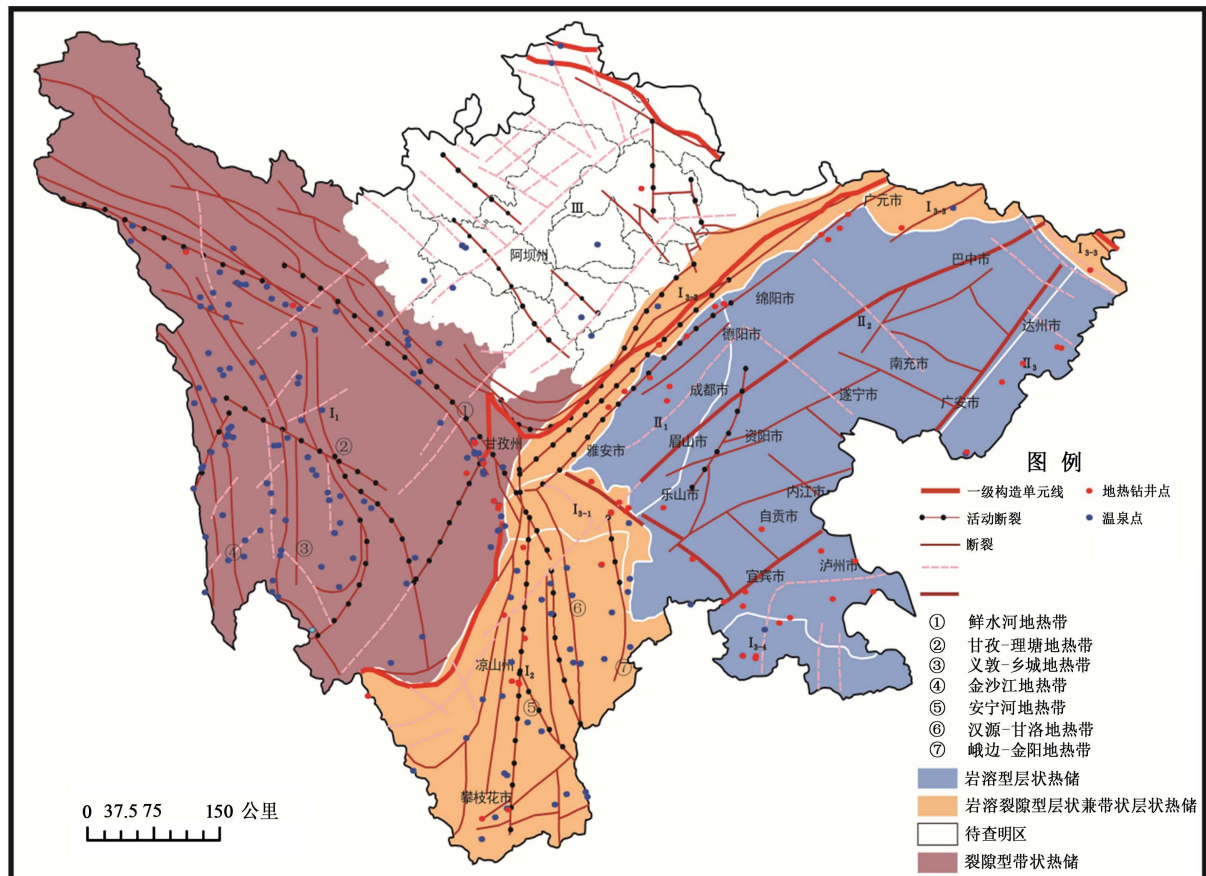 广元市
I₃₋₃
巴中市
I₃₋₃
III
阿坝州
I₃₋₂
绵阳市
II₂
达州市
德阳市
南充市
II₃
成都市
遂宁市
广安市
I₁
①
②
甘孜州
II₁
眉山市
资阳市
雅安市
乐山市
内江市
I₃₋₁
自贡市
④
③
宜宾市
泸州市
⑥
I₃₋₄
凉山州
I₂
⑦
⑤
攀枝花市
图 例
一级构造单元线
地热钻井点
活动断裂
温泉点
断裂
① 鲜水河地热带
② 甘孜-理塘地热带
③ 义敦-乡城地热带
④ 金沙江地热带
⑤ 安宁河地热带
⑥ 汉源-甘洛地热带
⑦ 峨边-金阳地热带
岩溶型层状热储
岩溶裂隙型层状兼带状层状热储
待查明区
裂隙型带状热储
0 37.5 75 150 公里